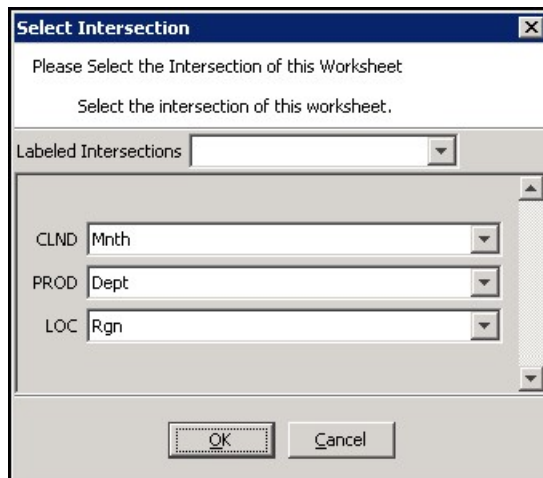 Select Intersection
Please Select the Intersection of this Worksheet
Select the intersection of this worksheet.
Labeled Intersections
CLND Mnth
PROD Dept
LOC Rgn
OK Cancel